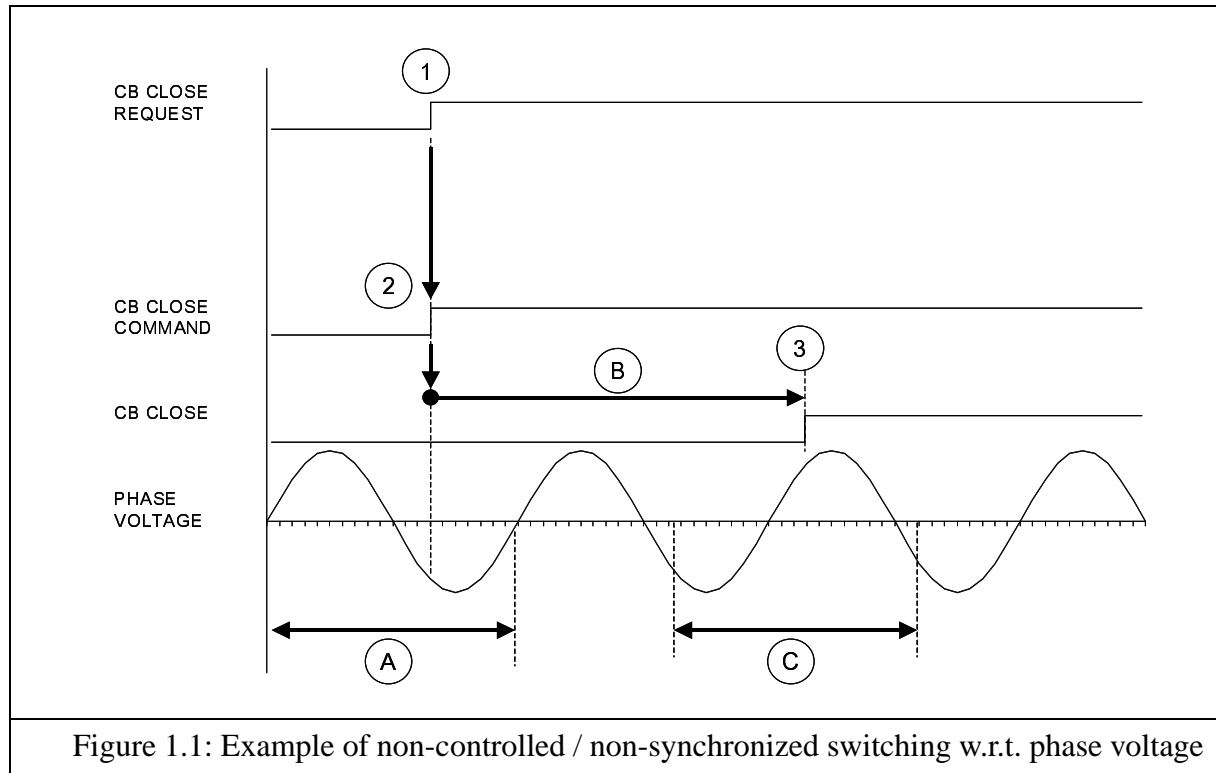 1
CB CLOSE
REQUEST
2
CB CLOSE
COMMAND
3
B
CB CLOSE
PHASE
VOLTAGE
A
C
Figure 1.1: Example of non-controlled / non-synchronized switching w.r.t. phase voltage